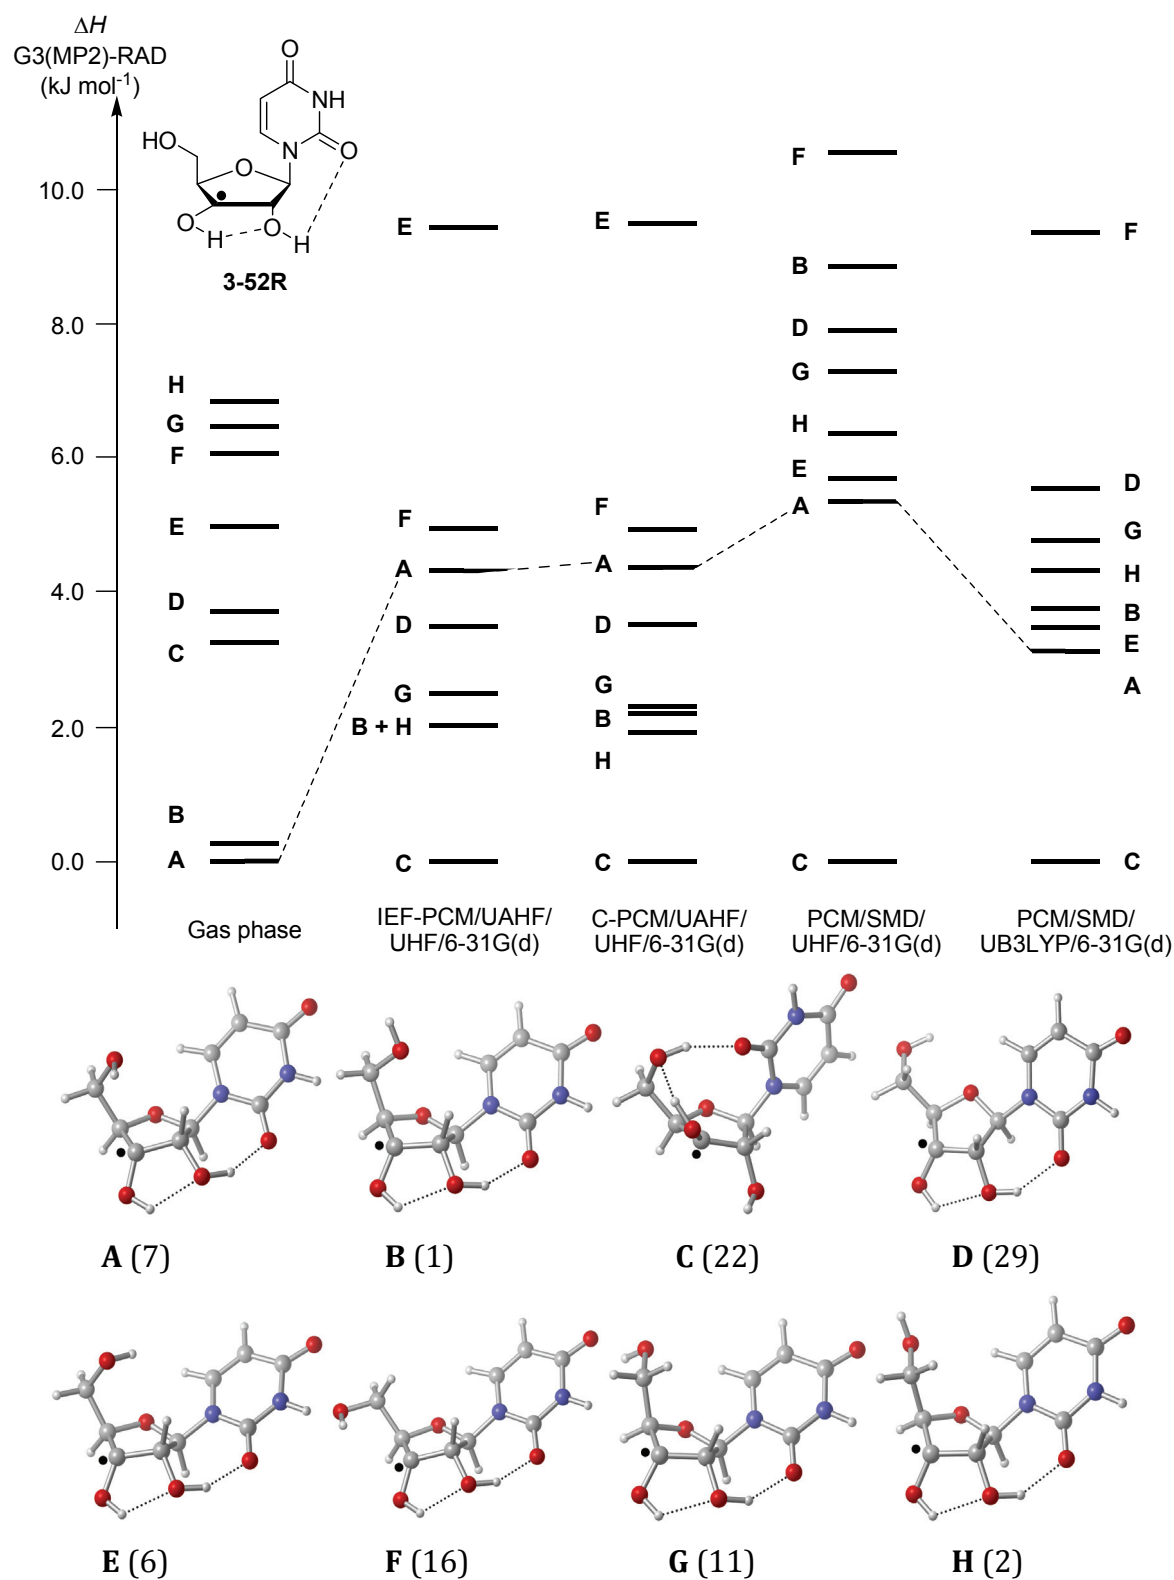 ΔH
G3(MP2)-RAD
(kJ mol⁻¹)
O
NH
HO
N
O
O
O
H
O
H
3-52R
10.0
8.0
6.0
4.0
2.0
0.0
H
G
F
E
D
C
B
A
E
F
A
D
G
B + H
C
E
F
A
D
G
B
H
C
F
B
D
G
H
E
A
C
F
D
G
H
B
E
A
C
Gas phase
IEF-PCM/UAHF/
UHF/6-31G(d)
C-PCM/UAHF/
UHF/6-31G(d)
PCM/SMD/
UHF/6-31G(d)
PCM/SMD/
UB3LYP/6-31G(d)
A (7)
B (1)
C (22)
D (29)
E (6)
F (16)
G (11)
H (2)